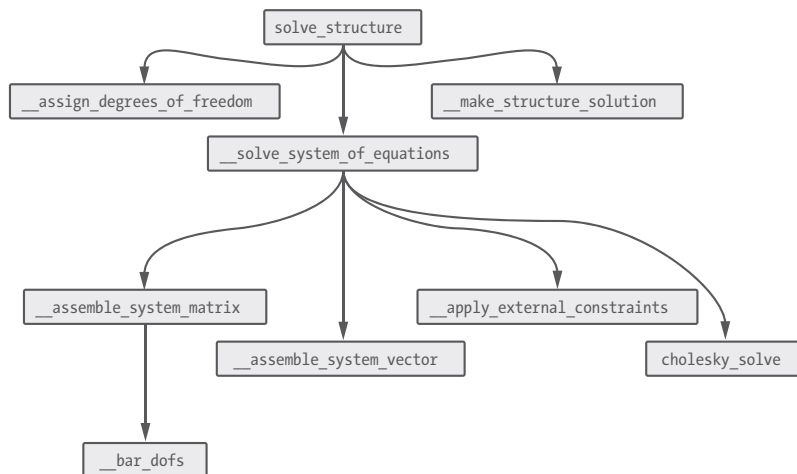 solve_structure
__assign_degrees_of_freedom
__make_structure_solution
__solve_system_of_equations
__assemble_system_matrix
__apply_external_constraints
__assemble_system_vector
cholesky_solve
__bar_dofs